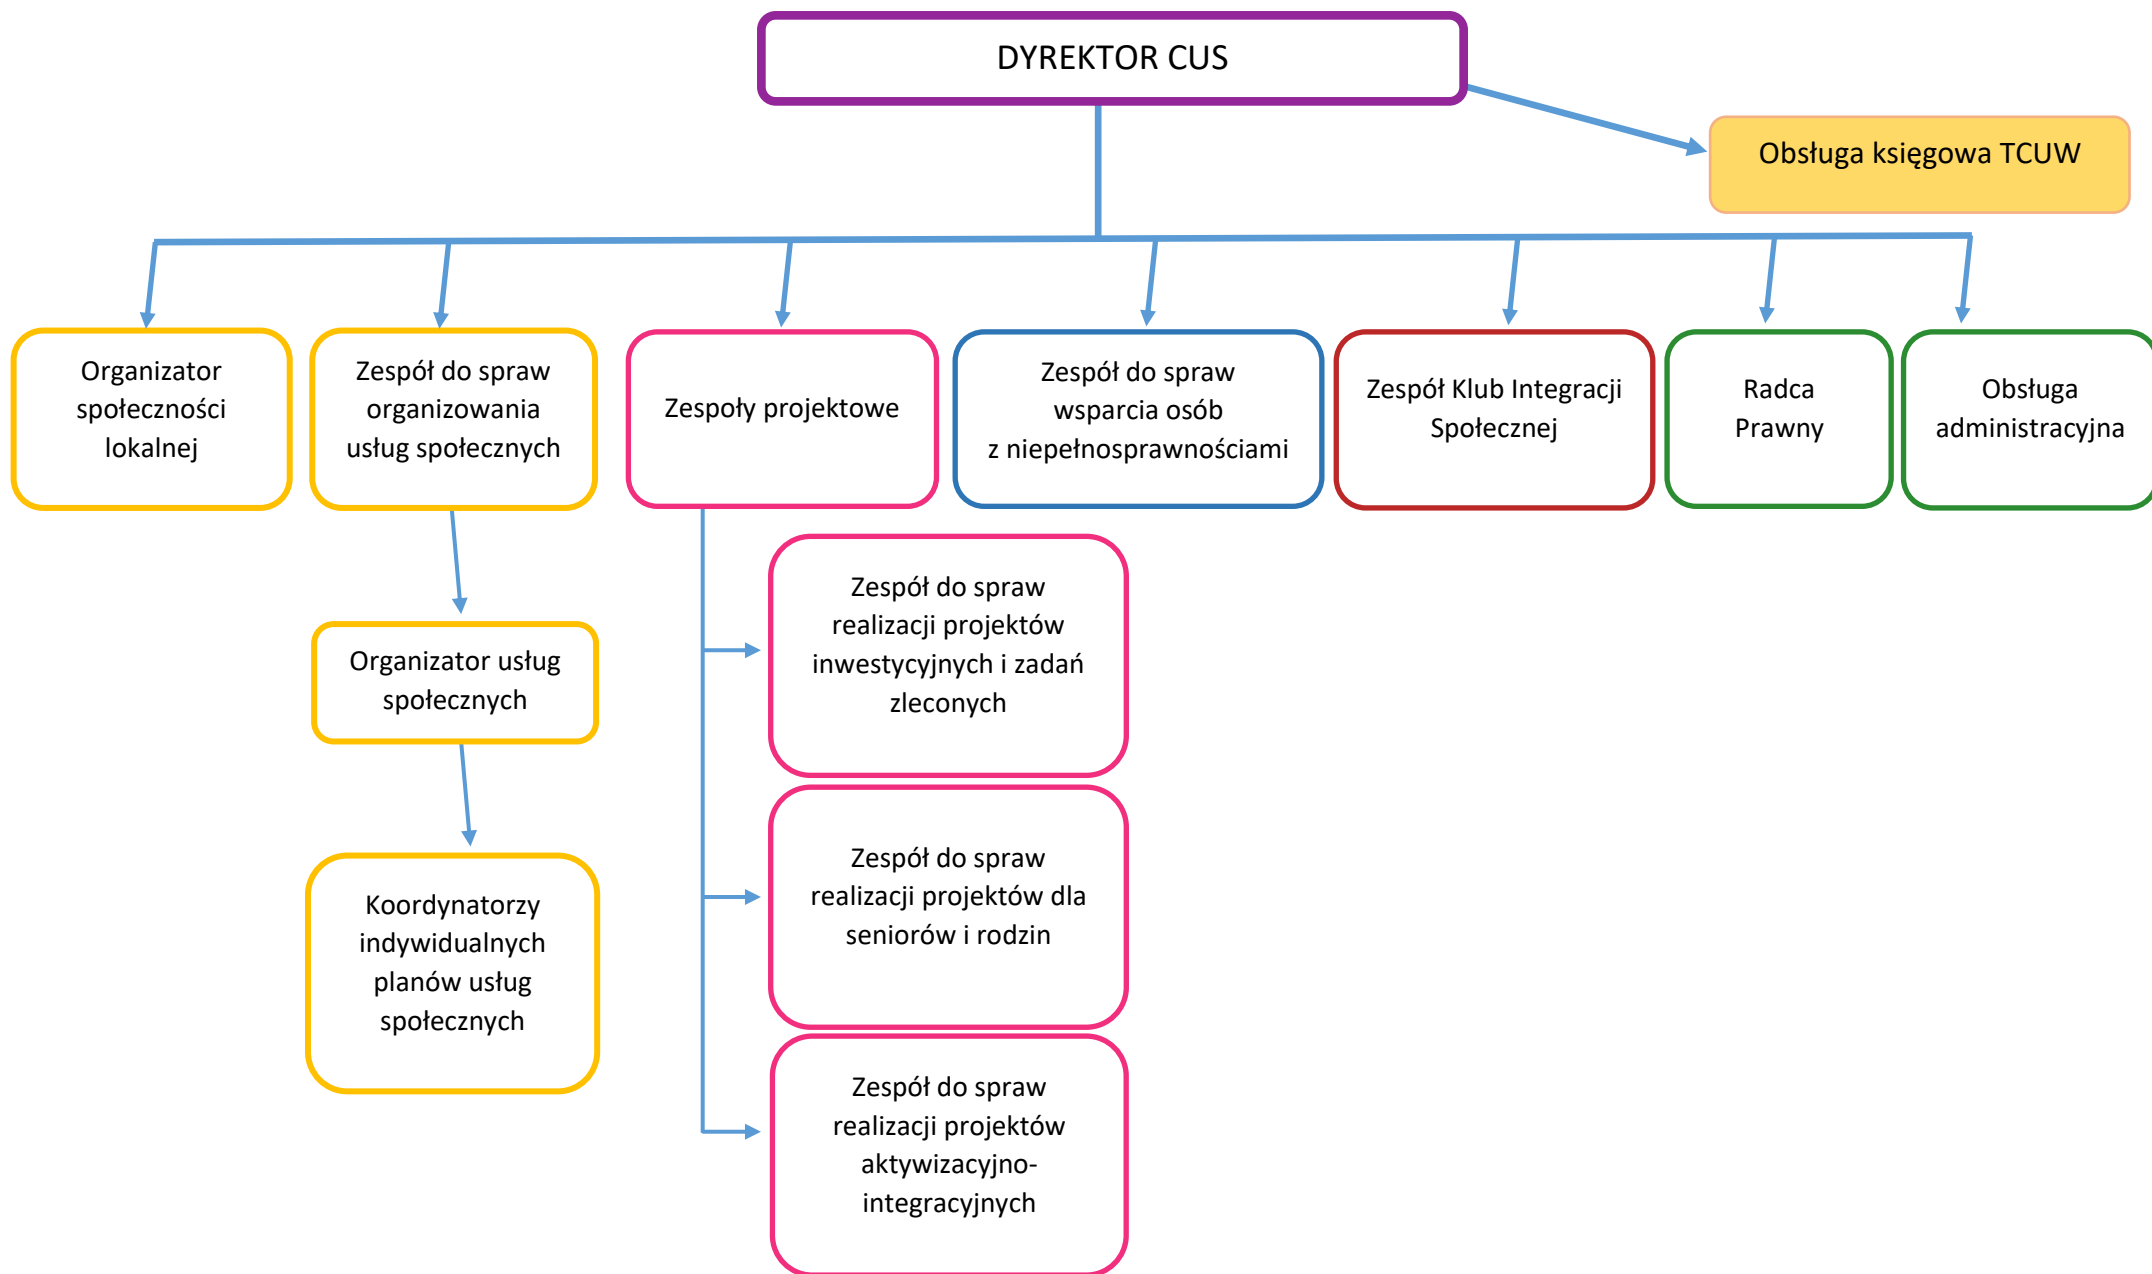 DYREKTOR CUS
Obsługa księgowa TCUW
Organizator
społeczności
lokalnej
Zespół do spraw
organizowania
usług społecznych
Zespoły projektowe
Zespół do spraw
wsparcia osób
z niepełnosprawnościami
Zespół Klub Integracji
Społecznej
Radca
Prawny
Obsługa
administracyjna
Organizator usług
społecznych
Koordynatorzy
indywidualnych
planów usług
społecznych
Zespół do spraw
realizacji projektów
inwestycyjnych i zadań
zleconych
Zespół do spraw
realizacji projektów dla
seniorów i rodzin
Zespół do spraw
realizacji projektów
aktywizacyjno-
integracyjnych